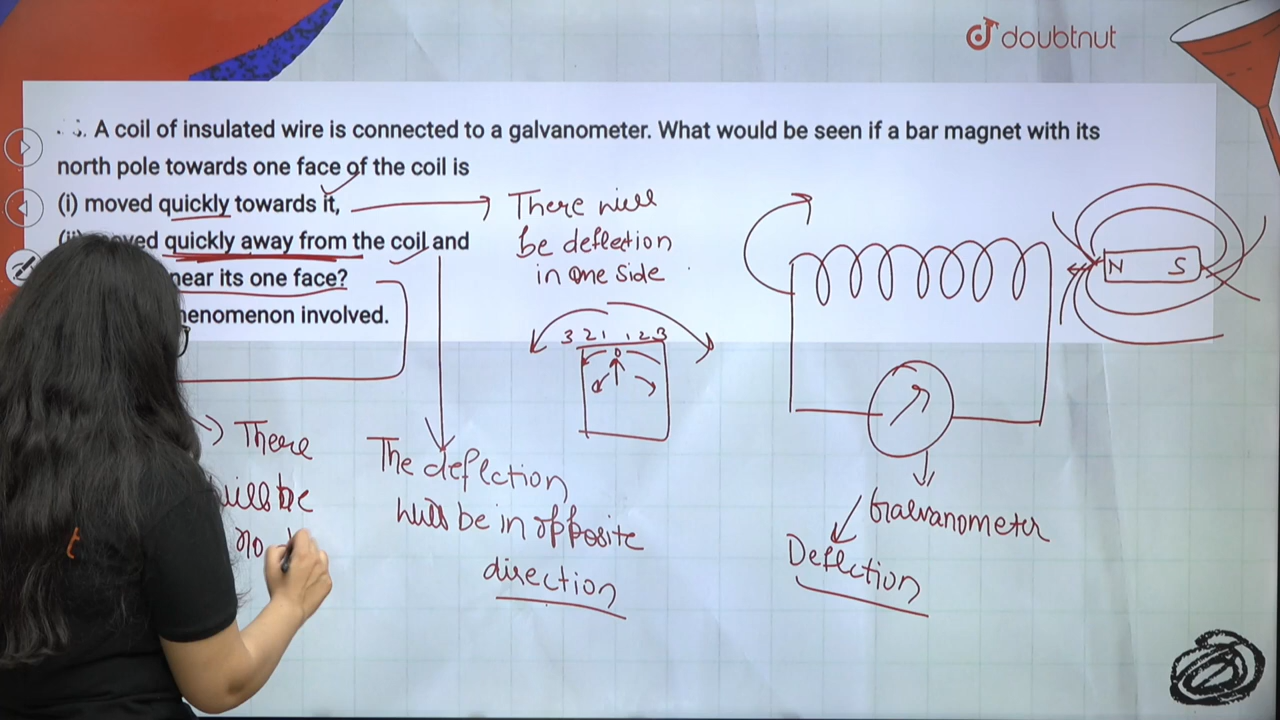 doubtnut
A coil of insulated wire is connected to a galvanometer. What would be seen if a bar magnet with its
north pole towards one face of the coil is
(i) moved quickly towards it,
quickly away from the coil and
near its one face?
involved.
There will
be deflection
in one side
3 2 1 1 2 3
0
N S
There
will be
no
The deflection
will be in opposite
direction
Galvanometer
Deflection
t